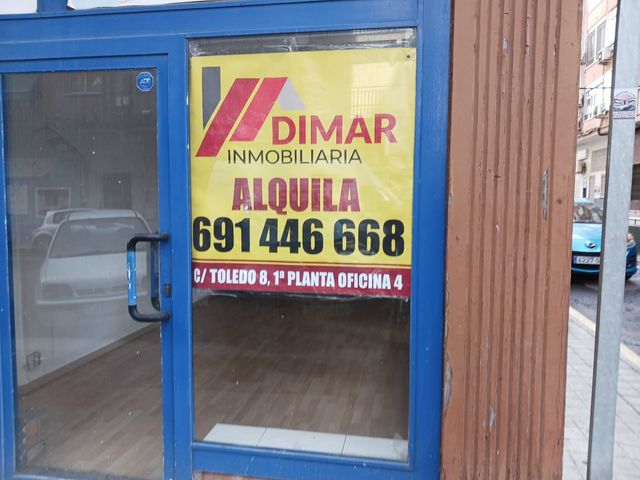 DIMAR
INMOBILIARIA
ALQUILA
691 446 668
C/ TOLEDO 8, 1ª PLANTA OFICINA 4